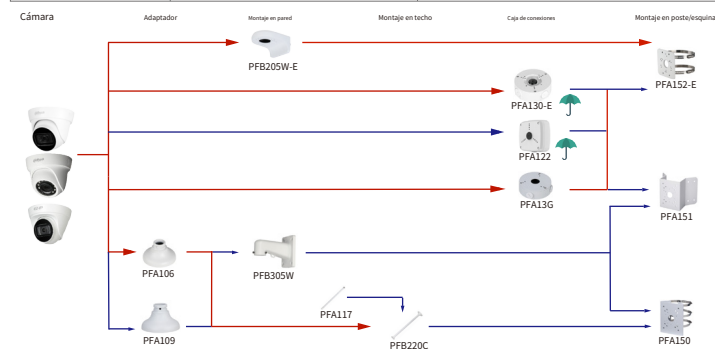 Cámara
Adaptador
Montaje en pared
Montaje en techo
Caja de conexiones
Montaje en poste/esquina
PFB205W-E
PFA152-E
PFA130-E
PFA122
PFA13G
PFA151
PFA106
PFB305W
PFA117
PFA109
PFB220C
PFA150